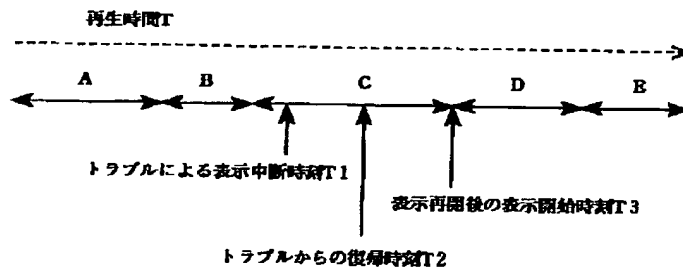 再生時間T
A B C D E
トラブルによる表示中断時刻T1
表示再開後の表示開始時刻T3
トラブルからの復帰時刻T2